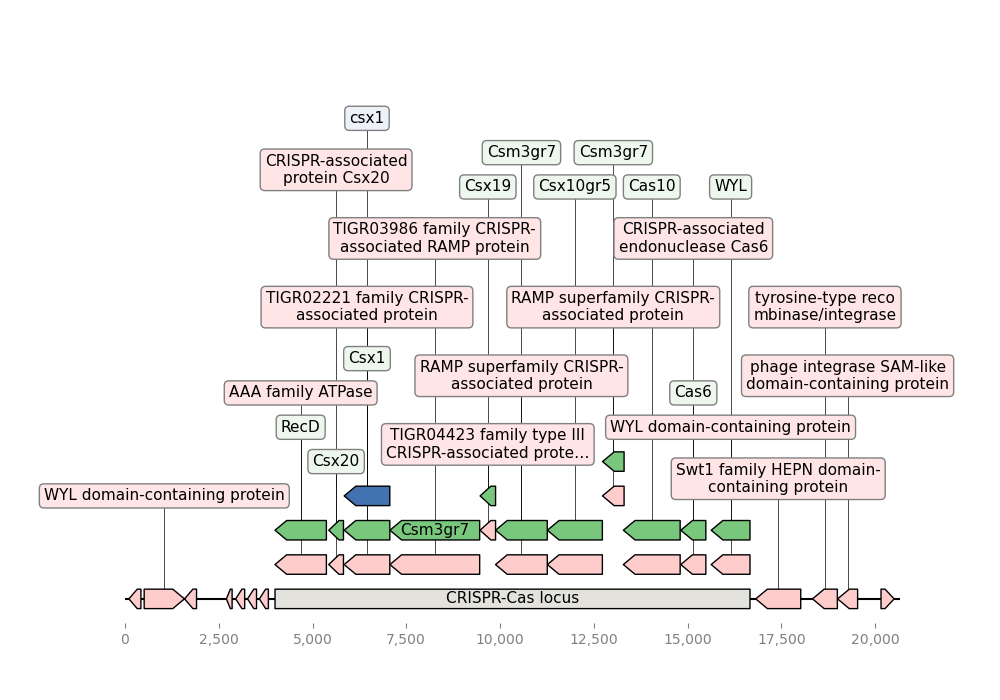 csx1
Csm3gr7
Csm3gr7
CRISPR-associated
protein Csx20
Csx19
Csx10gr5
Cas10
WYL
TIGR03986 family CRISPR-
associated RAMP protein
CRISPR-associated
endonuclease Cas6
TIGR02221 family CRISPR-
associated protein
RAMP superfamily CRISPR-
associated protein
tyrosine-type reco
mbinase/integrase
Csx1
RAMP superfamily CRISPR-
associated protein
phage integrase SAM-like
domain-containing protein
AAA family ATPase
Cas6
RecD
TIGR04423 family type III
CRISPR-associated prote...
WYL domain-containing protein
Csx20
Swt1 family HEPN domain-
containing protein
WYL domain-containing protein
Csm3gr7
CRISPR-Cas locus
0
2,500
5,000
7,500
10,000
12,500
15,000
17,500
20,000